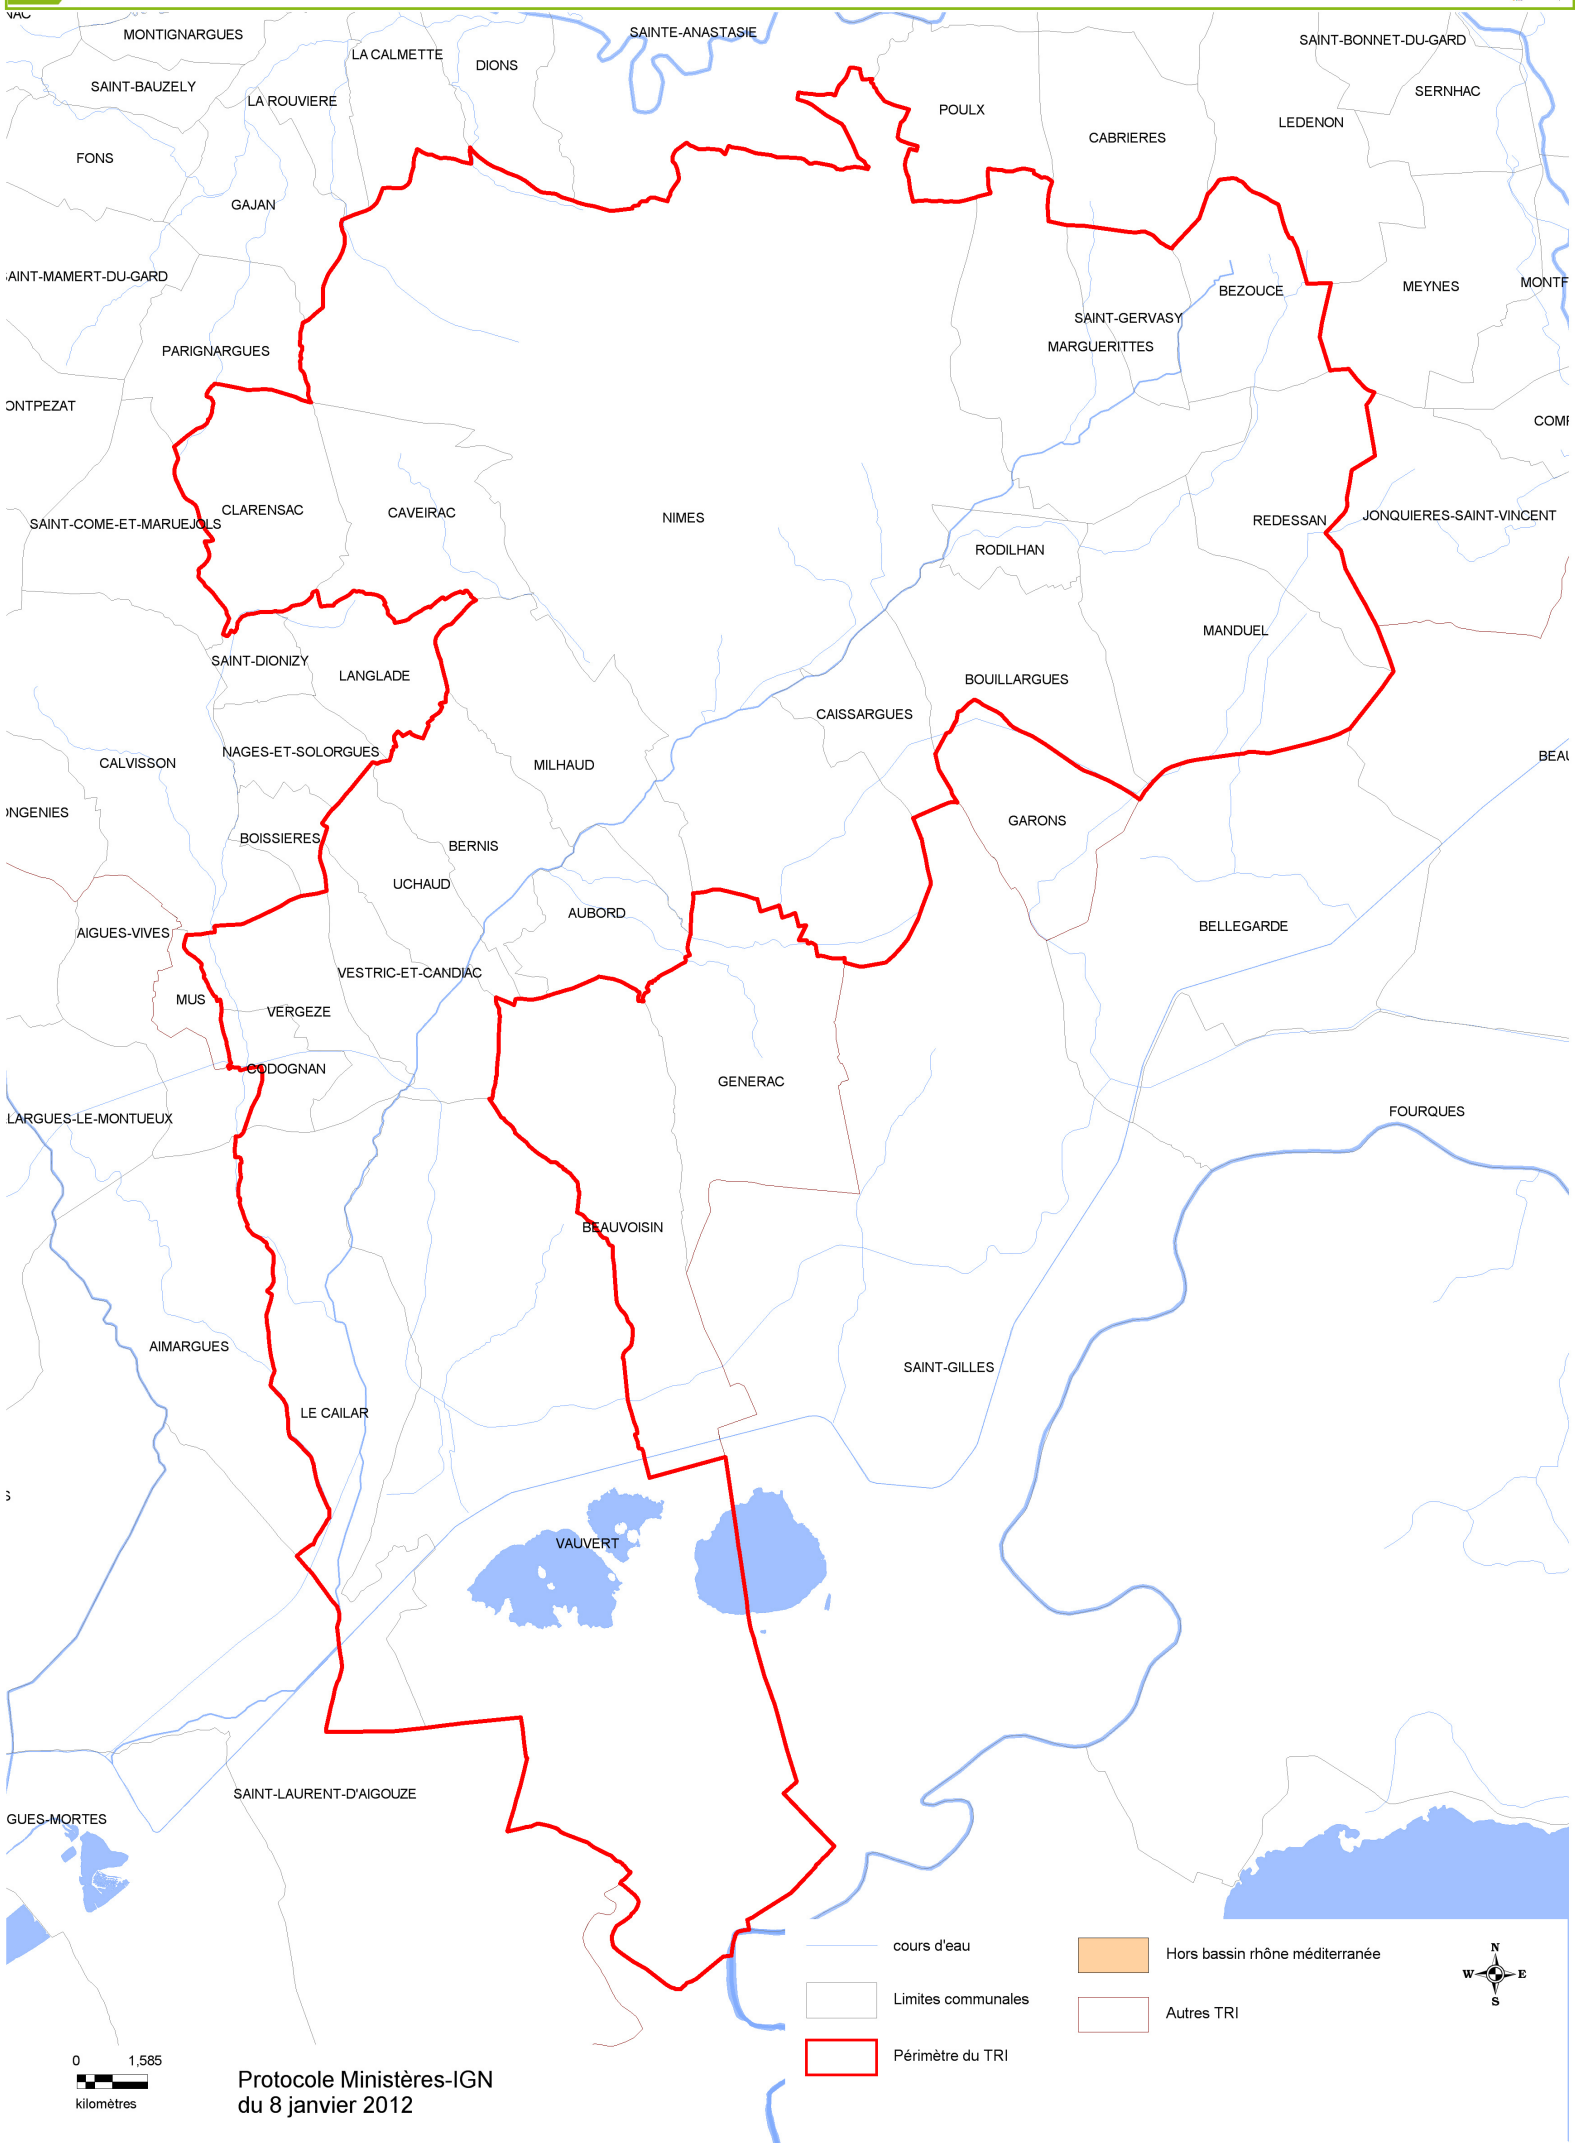 MONTIGNARGUES
SAINTE-ANASTASIE
SAINT-BONNET-DU-GARD
LA CALMETTE
DIONS
SAINT-BAUZELY
SERNHAC
LA ROUVIERE
POULX
LEDENON
CABRIERES
FONS
GAJAN
AINT-MAMERT-DU-GARD
MEYNES
MONTF
BEZOUCE
SAINT-GERVASY
MARGUERITTES
PARIGNARGUES
ONTPEZAT
COMP
CLARENSAC
CAVEIRAC
NIMES
SAINT-COME-ET-MARUEJOLS
REDESSAN
JONQUIERES-SAINT-VINCENT
RODILHAN
MANDUEL
SAINT-DIONIZY
LANGLADE
BOUILLARGUES
CAISSARGUES
NAGES-ET-SOLORGUES
CALVISSON
MILHAUD
BEAU
ONGENIES
GARONS
BOISSIERES
BERNIS
UCHAUD
AUBORD
AIGUES-VIVES
BELLEGARDE
VESTRIC-ET-CANDIAC
MUS
VERGEZE
CODOGNAN
GENERAC
LARGUES-LE-MONTUEUX
FOURQUES
BEAUVOISIN
AIMARGUES
SAINT-GILLES
LE CAILAR
S
VAUVERT
SAINT-LAURENT-D'AIGOUZE
GUES-MORTES
cours d'eau
Limites communales
Périmètre du TRI
Hors bassin rhône méditerranée
Autres TRI
N
W E
S
0 1,585
kilomètres
Protocole Ministères-IGN
du 8 janvier 2012